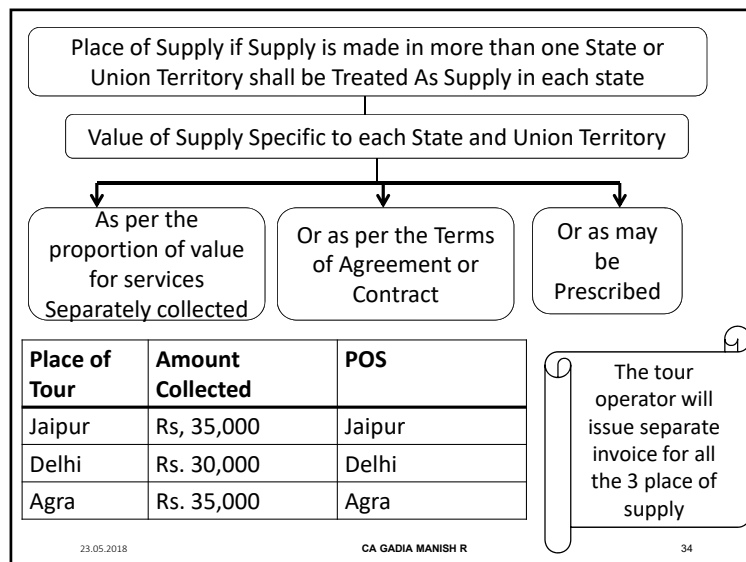 Place of Supply if Supply is made in more than one State or
Union Territory shall be Treated As Supply in each state
Value of Supply Specific to each State and Union Territory
As per the
proportion of value
for services
Separately collected
Or as per the Terms
of Agreement or
Contract
Or as may
be
Prescribed
Place of Tour Amount Collected POS
Jaipur Rs, 35,000 Jaipur
Delhi Rs. 30,000 Delhi
Agra Rs. 35,000 Agra
The tour
operator will
issue separate
invoice for all
the 3 place of
supply
23.05.2018 CA GADIA MANISH R 34